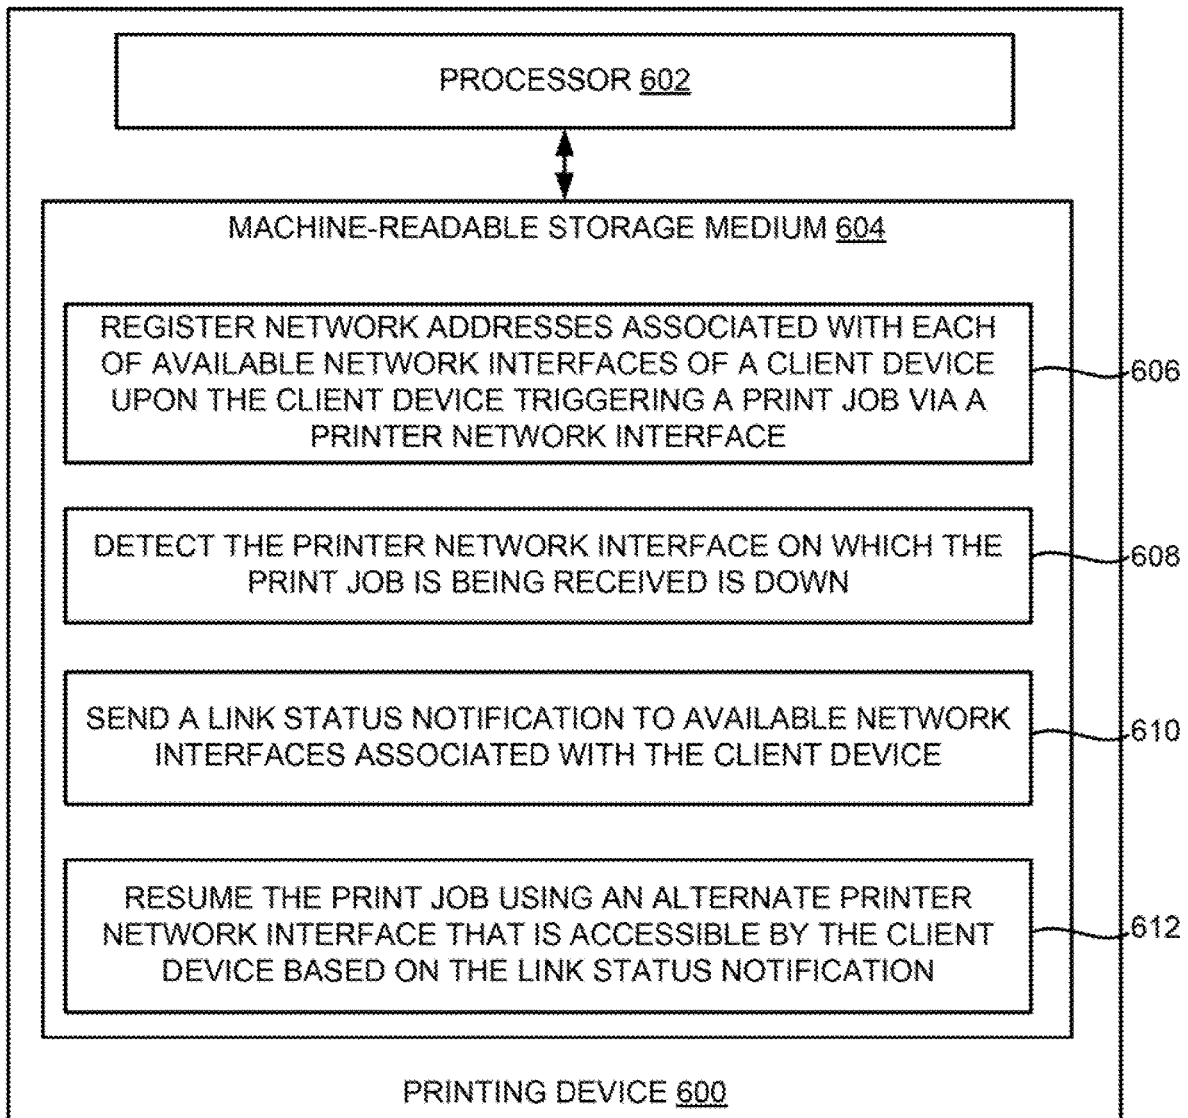 PROCESSOR 602
MACHINE-READABLE STORAGE MEDIUM 604
REGISTER NETWORK ADDRESSES ASSOCIATED WITH EACH
OF AVAILABLE NETWORK INTERFACES OF A CLIENT DEVICE
UPON THE CLIENT DEVICE TRIGGERING A PRINT JOB VIA A
PRINTER NETWORK INTERFACE
606
DETECT THE PRINTER NETWORK INTERFACE ON WHICH THE
PRINT JOB IS BEING RECEIVED IS DOWN
608
SEND A LINK STATUS NOTIFICATION TO AVAILABLE NETWORK
INTERFACES ASSOCIATED WITH THE CLIENT DEVICE
610
RESUME THE PRINT JOB USING AN ALTERNATE PRINTER
NETWORK INTERFACE THAT IS ACCESSIBLE BY THE CLIENT
DEVICE BASED ON THE LINK STATUS NOTIFICATION
612
PRINTING DEVICE 600